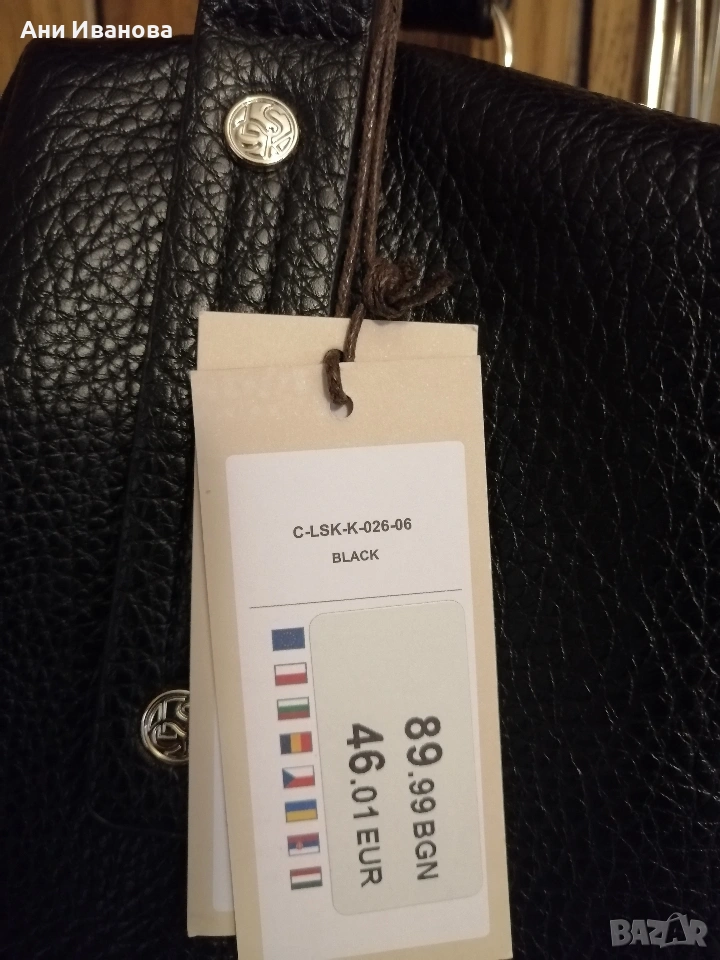 Ани Иванова
C-LSK-K-026-06
BLACK
89.99 BGN
46.01 EUR
BAZAR